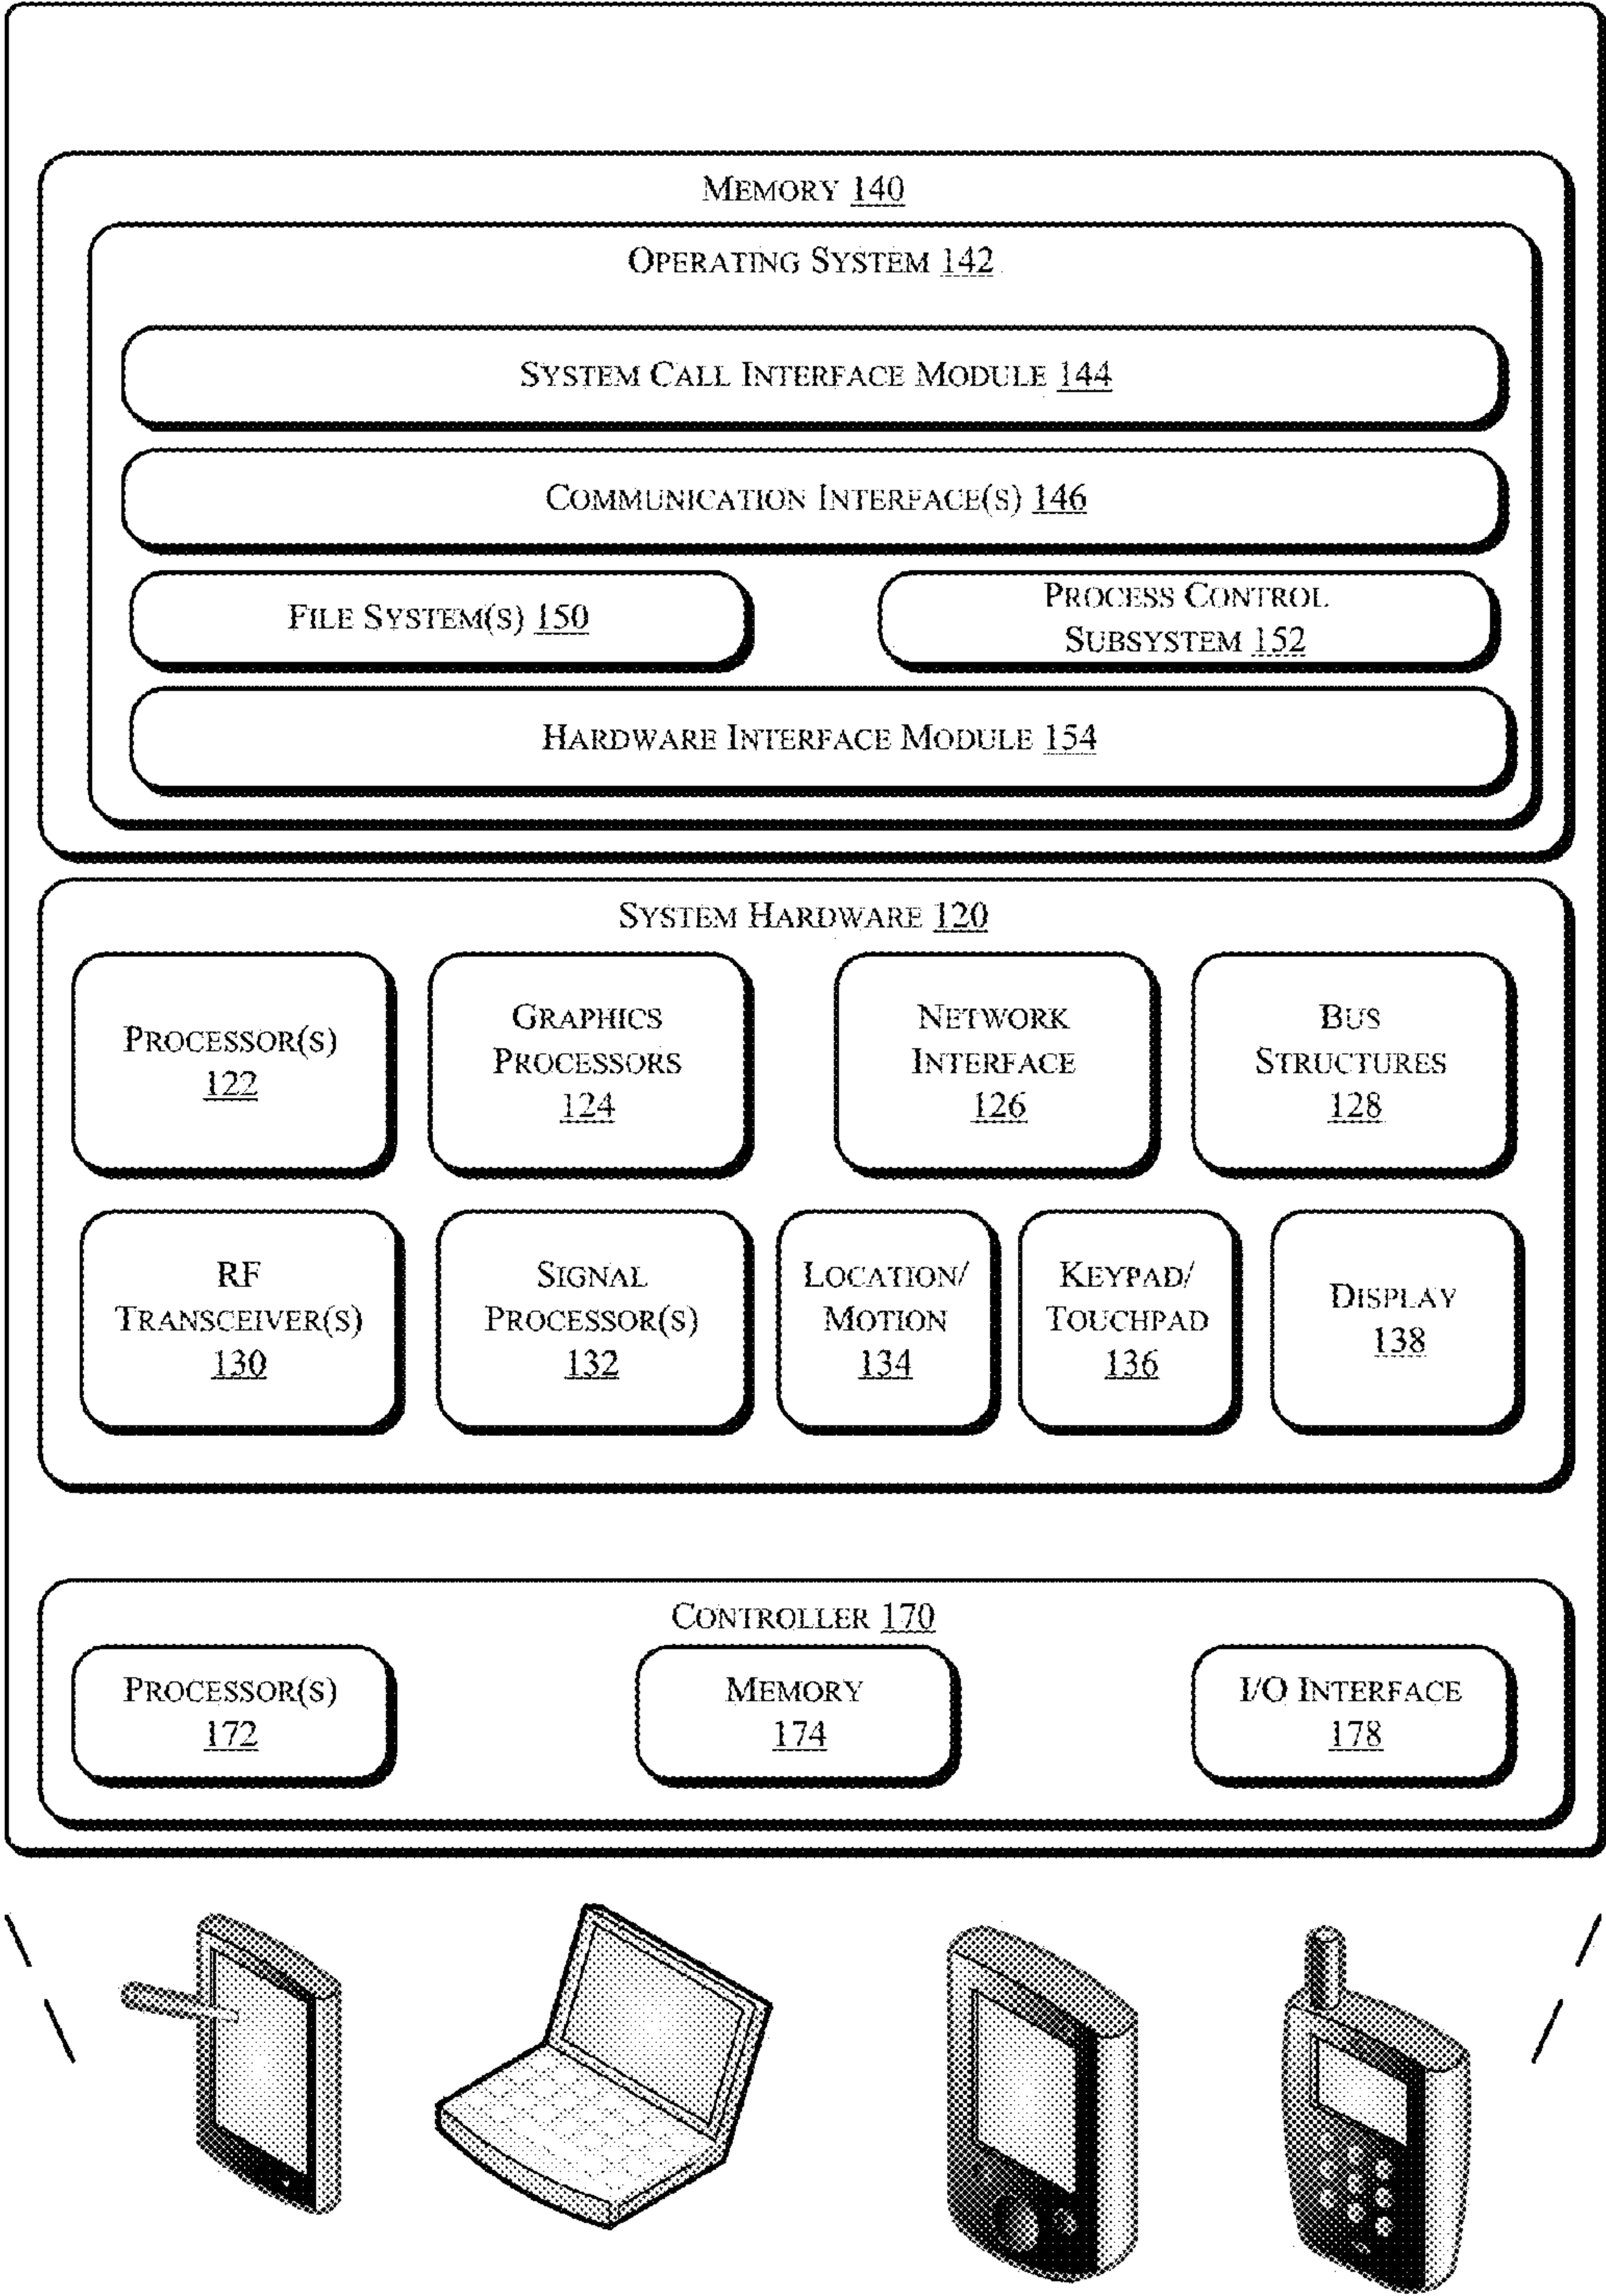 MEMORY 140
OPERATING SYSTEM 142
SYSTEM CALL INTERFACE MODULE 144
COMMUNICATION INTERFACE(S) 146
FILE SYSTEM(S) 150
PROCESS CONTROL
SUBSYSTEM 152
HARDWARE INTERFACE MODULE 154
SYSTEM HARDWARE 120
PROCESSOR(S)
122
GRAPHICS
PROCESSORS
124
NETWORK
INTERFACE
126
BUS
STRUCTURES
128
RF
TRANSCEIVER(S)
130
SIGNAL
PROCESSOR(S)
132
LOCATION/
MOTION
134
KEYPAD/
TOUCHPAD
136
DISPLAY
138
CONTROLLER 170
PROCESSOR(S)
172
MEMORY
174
I/O INTERFACE
178